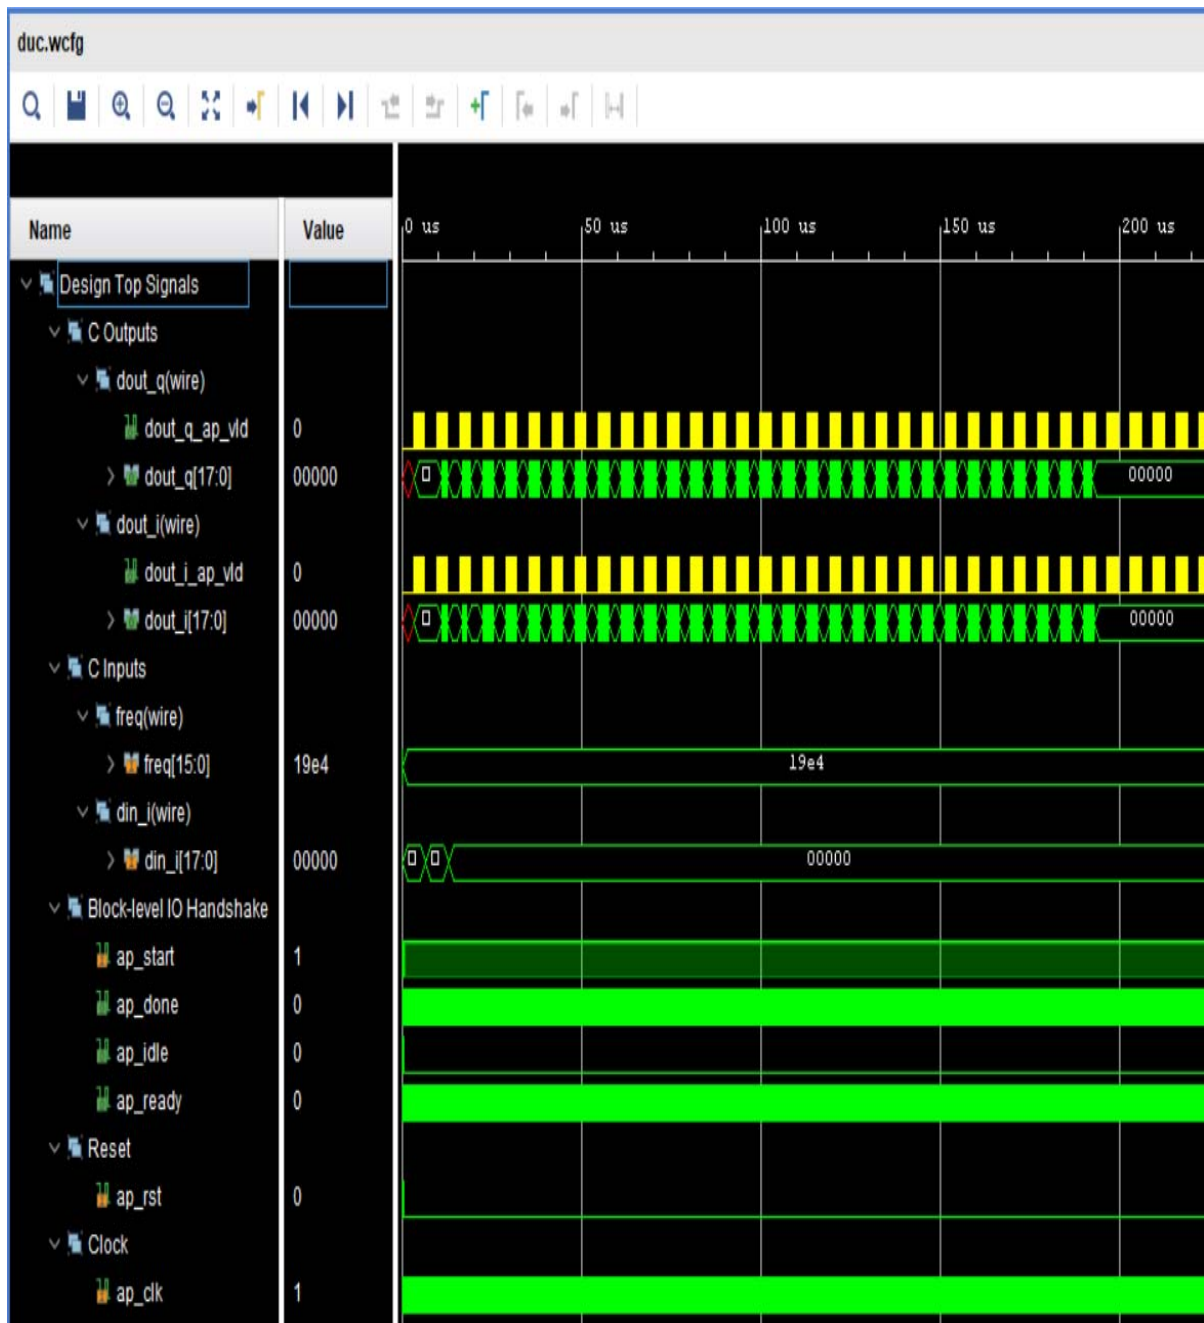 duc.wcfg
Name Value 0 us 50 us 100 us 150 us 200 us
Design Top Signals
C Outputs
dout_q(wire)
dout_q_ap_vld 0
dout_q[17:0] 00000 00000
dout_i(wire)
dout_i_ap_vld 0
dout_i[17:0] 00000 00000
C Inputs
freq(wire)
freq[15:0] 19e4 19e4
din_i(wire)
din_i[17:0] 00000 00000
Block-level IO Handshake
ap_start 1
ap_done 0
ap_idle 0
ap_ready 0
Reset
ap_rst 0
Clock
ap_clk 1